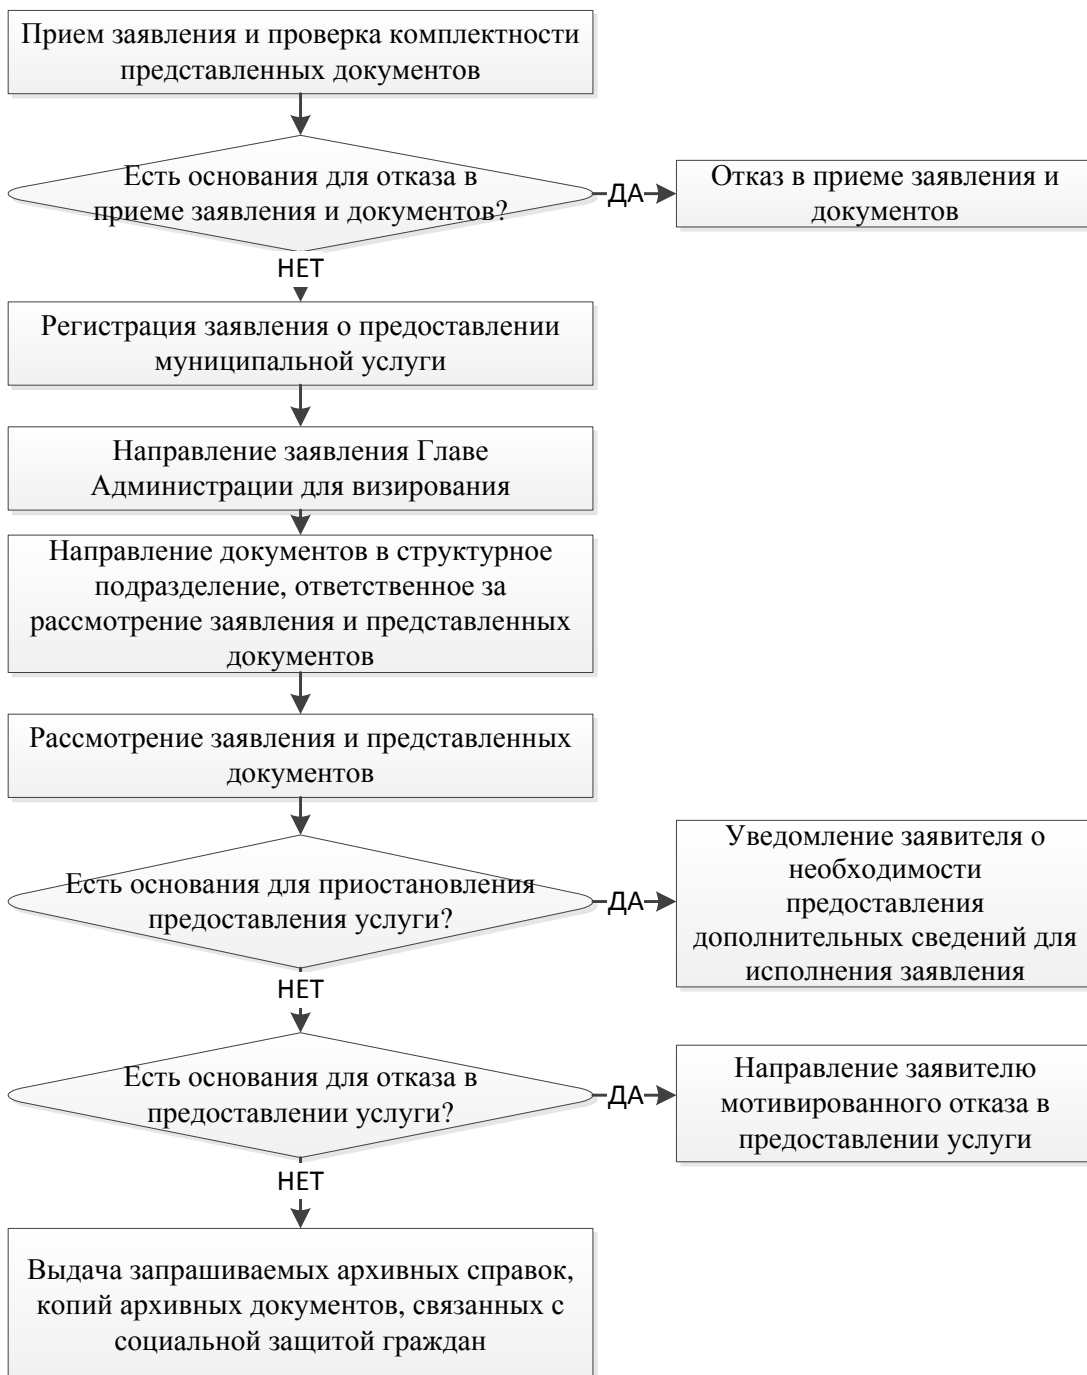 Прием заявления и проверка комплектности
представленных документов
Есть основания для отказа в
приеме заявления и документов?
ДА
Отказ в приеме заявления и
документов
НЕТ
Регистрация заявления о предоставлении
муниципальной услуги
Направление заявления Главе
Администрации для визирования
Направление документов в структурное
подразделение, ответственное за
рассмотрение заявления и представленных
документов
Рассмотрение заявления и представленных
документов
Есть основания для приостановления
предоставления услуги?
ДА
Уведомление заявителя о
необходимости
предоставления
дополнительных сведений для
исполнения заявления
НЕТ
Есть основания для отказа в
предоставлении услуги?
ДА
Направление заявителю
мотивированного отказа в
предоставлении услуги
НЕТ
Выдача запрашиваемых архивных справок,
копий архивных документов, связанных с
социальной защитой граждан